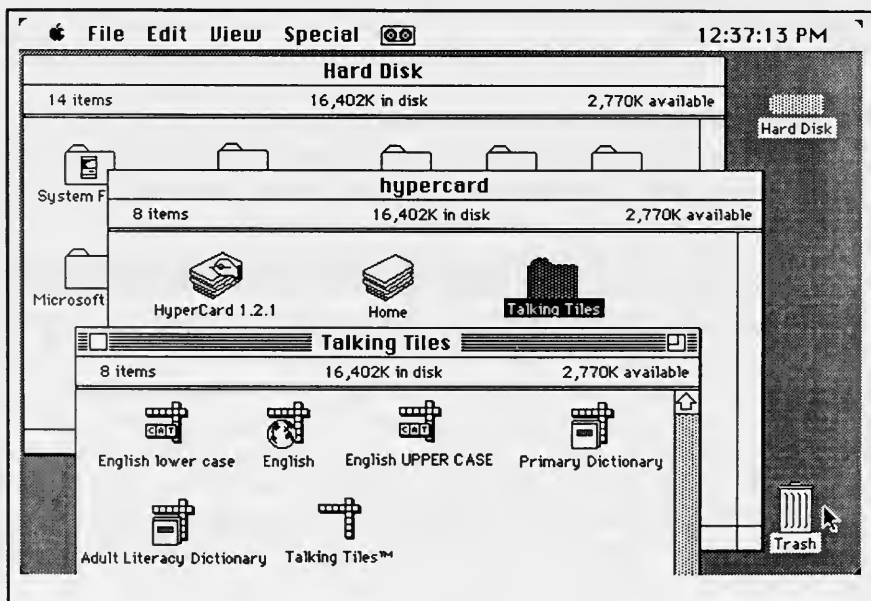 File Edit View Special 12:37:13 PM
Hard Disk
14 items 16,402K in disk 2,770K available
Hard Disk
System F
hypercard
8 items 16,402K in disk 2,770K available
Microsoft
HyperCard 1.2.1 Home Talking Tiles
Talking Tiles
8 items 16,402K in disk 2,770K available
CAT CAT
English lower case English English UPPER CASE Primary Dictionary
Adult Literacy Dictionary Talking Tiles™
Trash